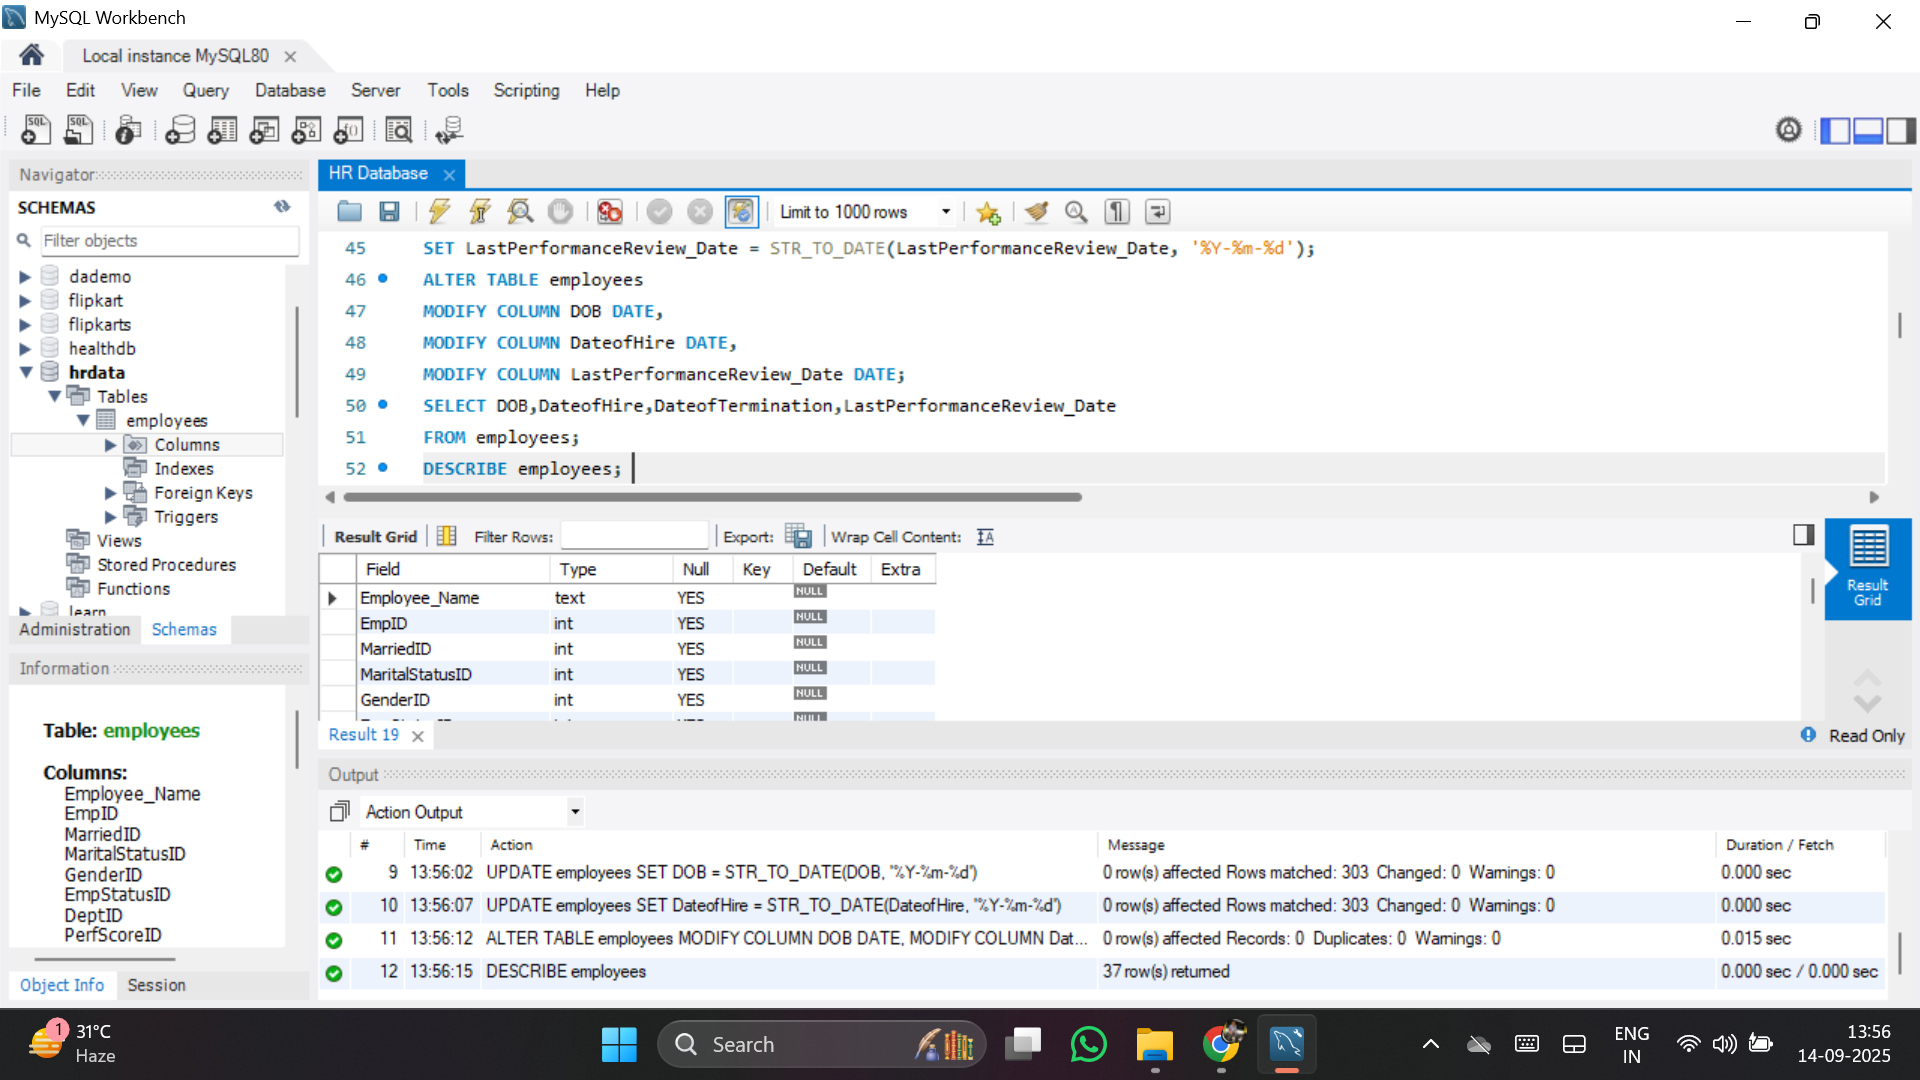 MySQL Workbench
Local instance MySQL80
File Edit View Query Database Server Tools Scripting Help
Navigator
SCHEMAS
Filter objects
dademo
flipkart
flipkarts
healthdb
hrdata
Tables
employees
Columns
Indexes
Foreign Keys
Triggers
Views
Stored Procedures
Functions
learn
Administration Schemas
Information
Table: employees
Columns:
Employee_Name
EmpID
MarriedID
MaritalStatusID
GenderID
EmpStatusID
DeptID
PerfScoreID
Object Info Session
HR Database
Limit to 1000 rows
45 SET LastPerformanceReview_Date = STR_TO_DATE(LastPerformanceReview_Date, '%Y-%m-%d');
46 ALTER TABLE employees
47 MODIFY COLUMN DOB DATE,
48 MODIFY COLUMN DateofHire DATE,
49 MODIFY COLUMN LastPerformanceReview_Date DATE;
50 SELECT DOB,DateofHire,DateofTermination,LastPerformanceReview_Date
51 FROM employees;
52 DESCRIBE employees;
Result Grid Filter Rows: Export: Wrap Cell Content:
Field Type Null Key Default Extra
Employee_Name text YES NULL
EmpID int YES NULL
MarriedID int YES NULL
MaritalStatusID int YES NULL
GenderID int YES NULL
Result Grid
Result 19
Read Only
Output
Action Output
# Time Action Message Duration / Fetch
9 13:56:02 UPDATE employees SET DOB = STR_TO_DATE(DOB, '%Y-%m-%d') 0 row(s) affected Rows matched: 303 Changed: 0 Warnings: 0 0.000 sec
10 13:56:07 UPDATE employees SET DateofHire = STR_TO_DATE(DateofHire, '%Y-%m-%d') 0 row(s) affected Rows matched: 303 Changed: 0 Warnings: 0 0.000 sec
11 13:56:12 ALTER TABLE employees MODIFY COLUMN DOB DATE, MODIFY COLUMN Dat... 0 row(s) affected Records: 0 Duplicates: 0 Warnings: 0 0.015 sec
12 13:56:15 DESCRIBE employees 37 row(s) returned 0.000 sec / 0.000 sec
1
31°C
Haze
Search
ENG
IN
13:56
14-09-2025